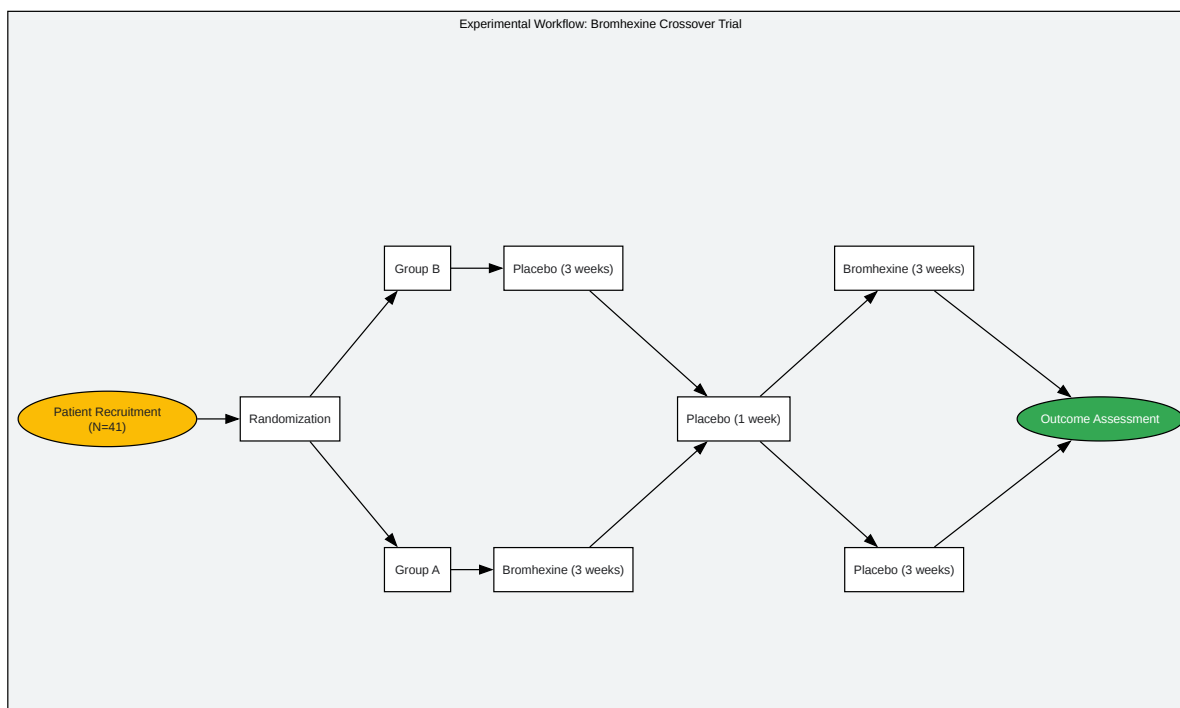 Experimental Workflow: Bromhexine Crossover Trial
Group B
Placebo (3 weeks)
Bromhexine (3 weeks)
Patient Recruitment
(N=41)
Randomization
Placebo (1 week)
Outcome Assessment
Group A
Bromhexine (3 weeks)
Placebo (3 weeks)